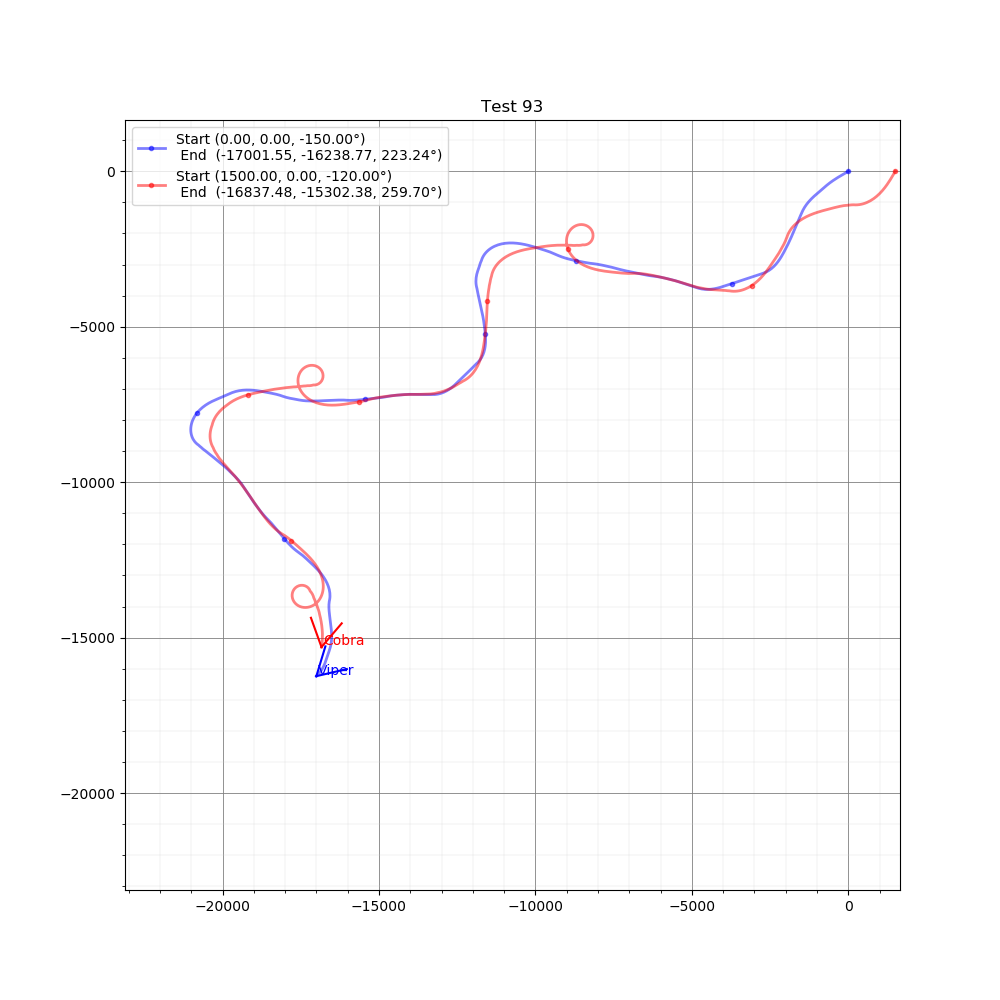 Test 93
Start (0.00, 0.00, -150.00°)
End (-17001.55, -16238.77, 223.24°)
Start (1500.00, 0.00, -120.00°)
End (-16837.48, -15302.38, 259.70°)
0
−5000
−10000
−15000
−20000
Cobra
Viper
−20000 −15000 −10000 −5000 0